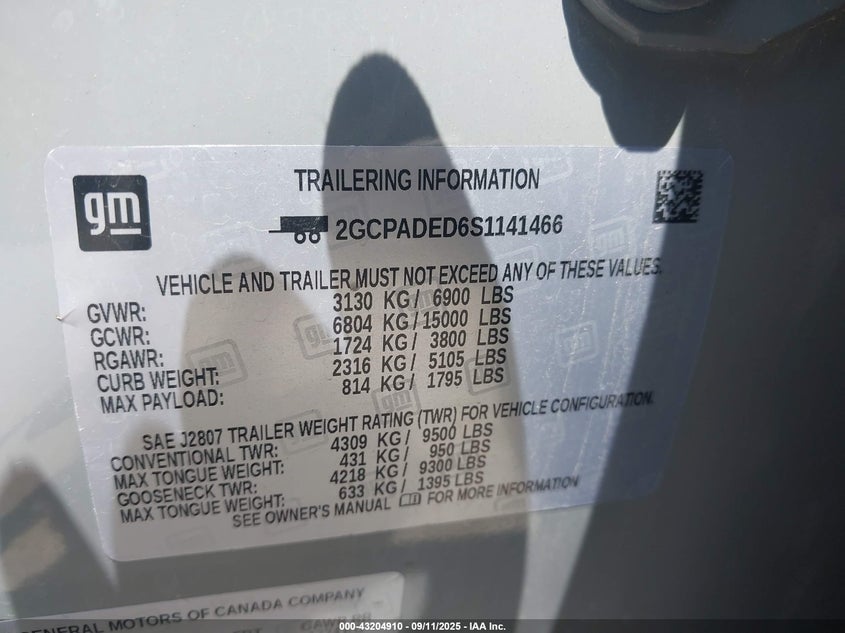 gm
TRAILERING INFORMATION
2GCPADED6S1141466
VEHICLE AND TRAILER MUST NOT EXCEED ANY OF THESE VALUES.
GVWR: 3130 KG/ 6900 LBS
GCWR: 6804 KG/ 15000 LBS
RGAWR: 1724 KG/ 3800 LBS
CURB WEIGHT: 2316 KG/ 5105 LBS
MAX PAYLOAD: 814 KG/ 1795 LBS
SAE J2807 TRAILER WEIGHT RATING (TWR) FOR VEHICLE CONFIGURATION.
CONVENTIONAL TWR: 4309 KG/ 9500 LBS
MAX TONGUE WEIGHT: 431 KG/ 950 LBS
GOOSENECK TWR: 4218 KG/ 9300 LBS
MAX TONGUE WEIGHT: 633 KG/ 1395 LBS
SEE OWNER'S MANUAL FOR MORE INFORMATION
GENERAL MOTORS OF CANADA COMPANY
000-43204910 - 09/11/2025 - IAA Inc.